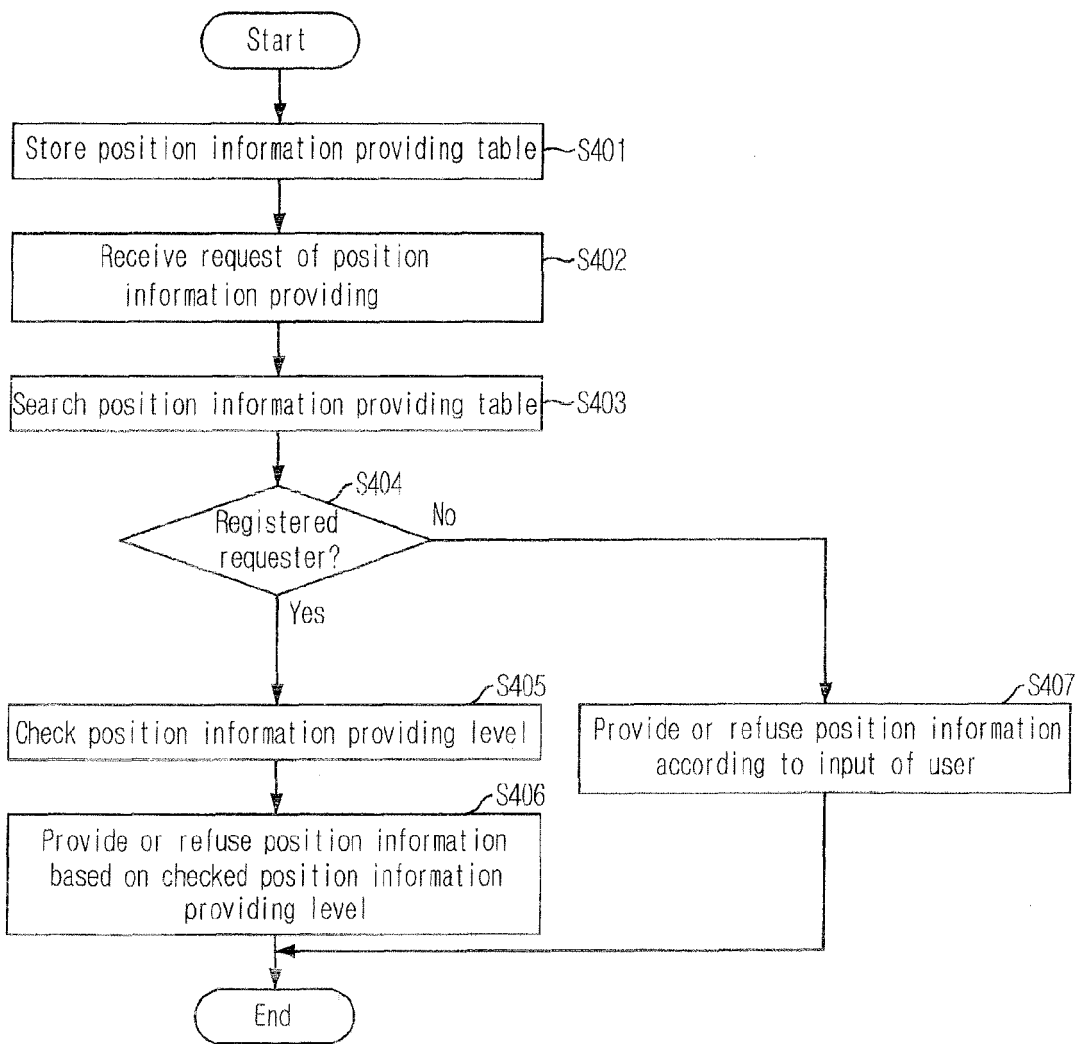 Start
Store position information providing table
S401
Receive request of position
information providing
S402
Search position information providing table
S403
S404
Registered
requester?
No
Yes
S405
Check position information providing level
S407
Provide or refuse position information
according to input of user
S406
Provide or refuse position information
based on checked position information
providing level
End